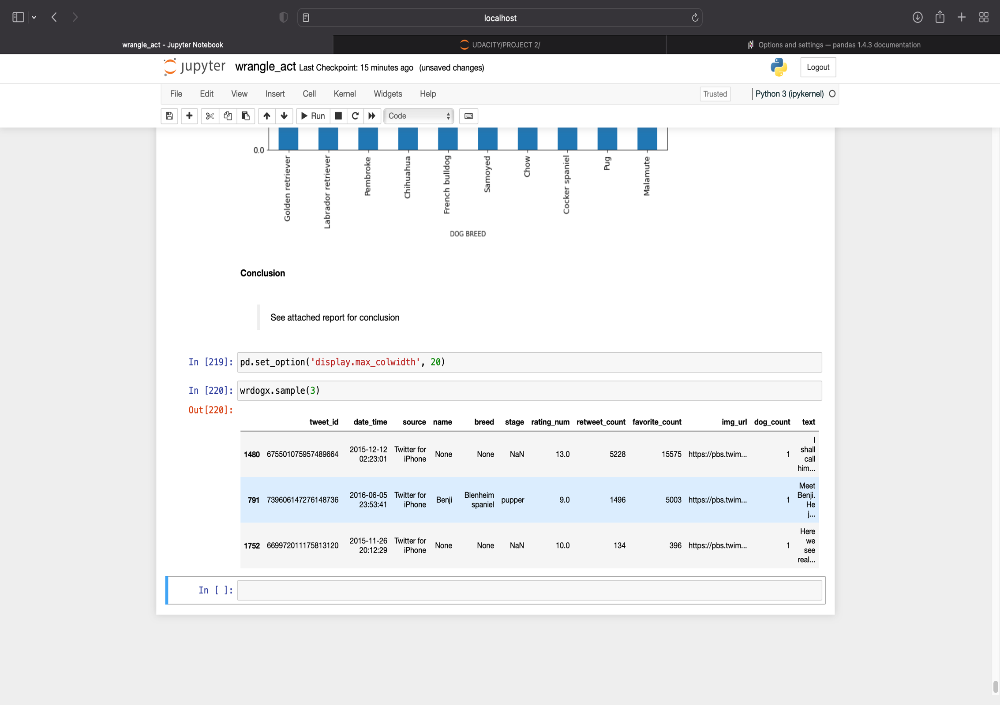 localhost
wrangle_act - Jupyter Notebook
UDACITY/PROJECT 2/
Options and settings — pandas 1.4.3 documentation
jupyter wrangle_act Last Checkpoint: 15 minutes ago (unsaved changes)
Logout
File Edit View Insert Cell Kernel Widgets Help
Trusted
Python 3 (ipykernel)
Run
Code
0.0
Golden retriever
Labrador retriever
Pembroke
Chihuahua
French bulldog
Samoyed
Chow
Cocker spaniel
Pug
Malamute
DOG BREED
Conclusion
See attached report for conclusion
In [219]: pd.set_option('display.max_colwidth', 20)
In [220]: wrdogx.sample(3)
Out[220]:
tweet_id date_time source name breed stage rating_num retweet_count favorite_count img_url dog_count text
1480 675501075957489664 2015-12-12 02:23:01 Twitter for iPhone None None NaN 13.0 5228 15575 https://pbs.twim... 1 I shall call him...
791 739606147276148736 2016-06-05 23:53:41 Twitter for iPhone Benji Blenheim spaniel pupper 9.0 1496 5003 https://pbs.twim... 1 Meet Benji. He j...
1752 669972011175813120 2015-11-26 20:12:29 Twitter for iPhone None None NaN 10.0 134 396 https://pbs.twim... 1 Here we see real...
In [ ]: